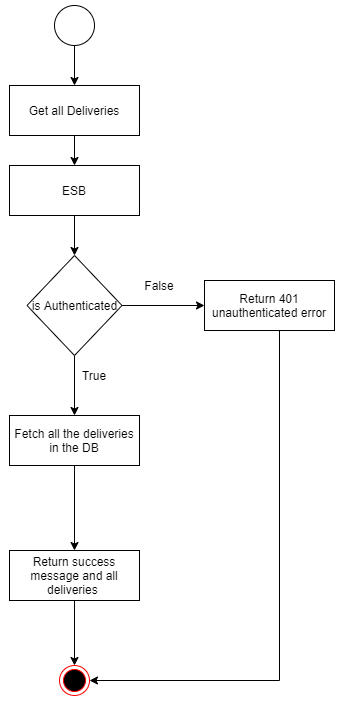 Get all Deliveries
ESB
is Authenticated
False
Return 401
unauthenticated error
True
Fetch all the deliveries
in the DB
Return success
message and all
deliveries